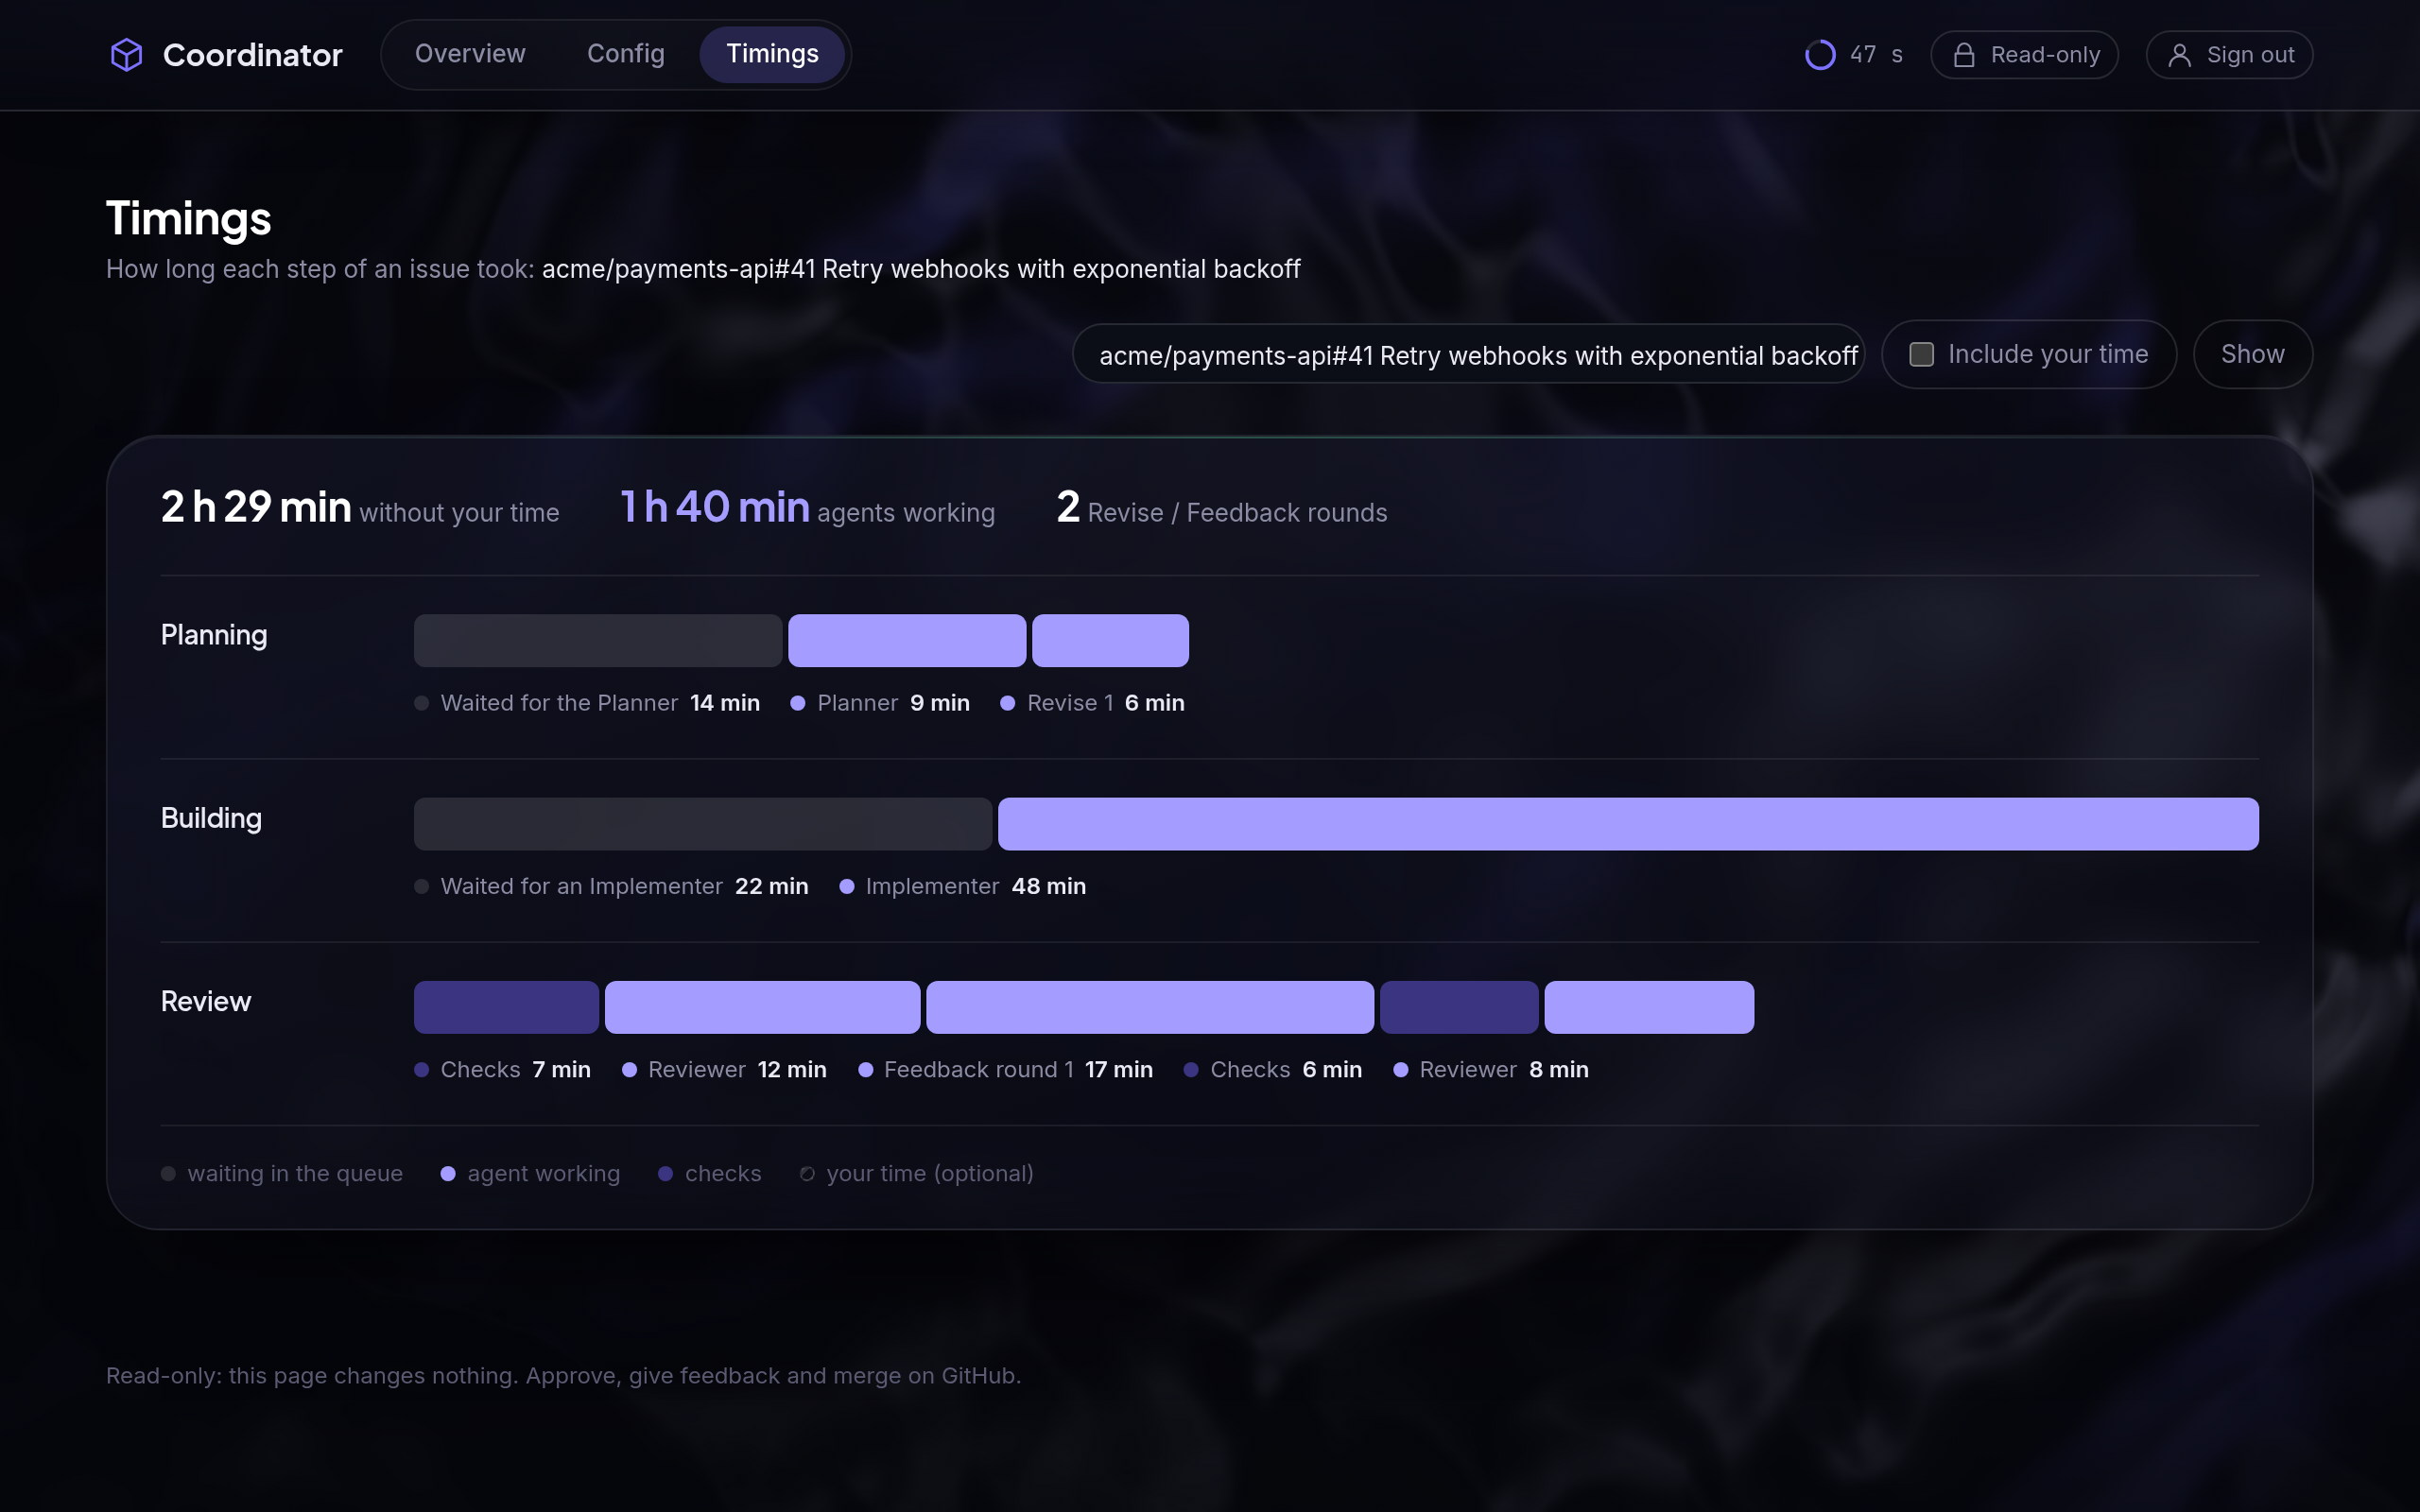 Coordinator Overview Config Timings 47 s Read-only Sign out
Timings
How long each step of an issue took: acme/payments-api#41 Retry webhooks with exponential backoff
acme/payments-api#41 Retry webhooks with exponential backoff Include your time Show
2 h 29 min without your time 1 h 40 min agents working 2 Revise / Feedback rounds
Planning
Waited for the Planner 14 min Planner 9 min Revise 1 6 min
Building
Waited for an Implementer 22 min Implementer 48 min
Review
Checks 7 min Reviewer 12 min Feedback round 1 17 min Checks 6 min Reviewer 8 min
waiting in the queue agent working checks your time (optional)
Read-only: this page changes nothing. Approve, give feedback and merge on GitHub.